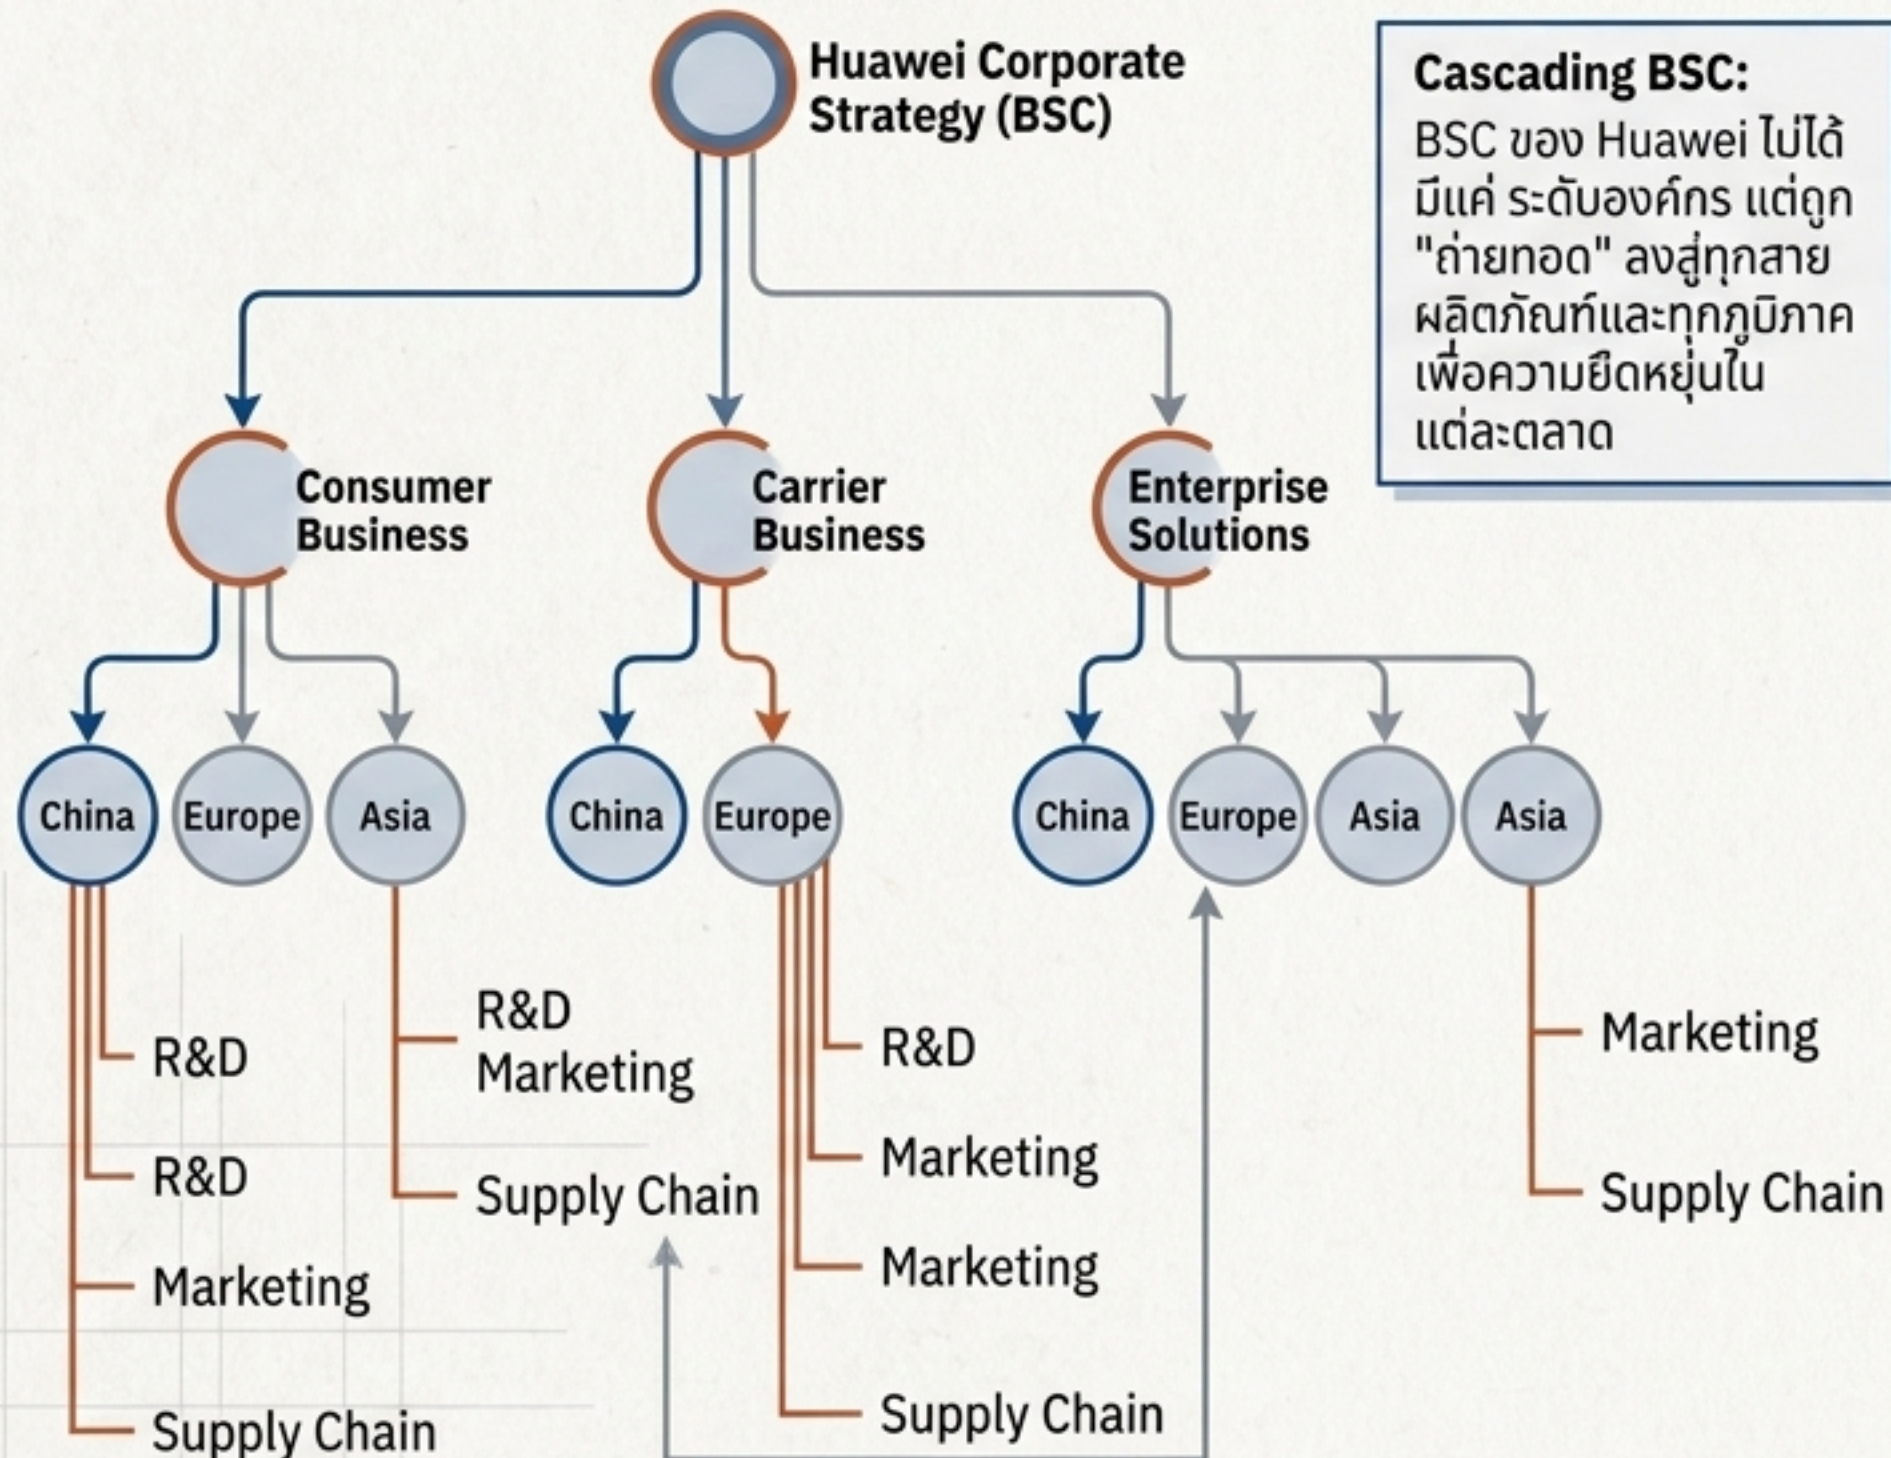 Huawei Corporate
Strategy (BSC)
Cascading BSC:
BSC ของ Huawei ไม่ได้
มีแค่ ระดับองค์กร แต่ถูก
"ถ่ายทอด" ลงสู่ทุกสาย
ผลิตภัณฑ์และทุกภูมิภาค
เพื่อความยืดหยุ่นใน
แต่ละตลาด
Consumer
Business
Carrier
Business
Enterprise
Solutions
China
Europe
Asia
China
Europe
China
Europe
Asia
Asia
R&D
R&D
Marketing
Supply Chain
R&D
Marketing
Supply Chain
R&D
Marketing
Marketing
Supply Chain
Marketing
Supply Chain